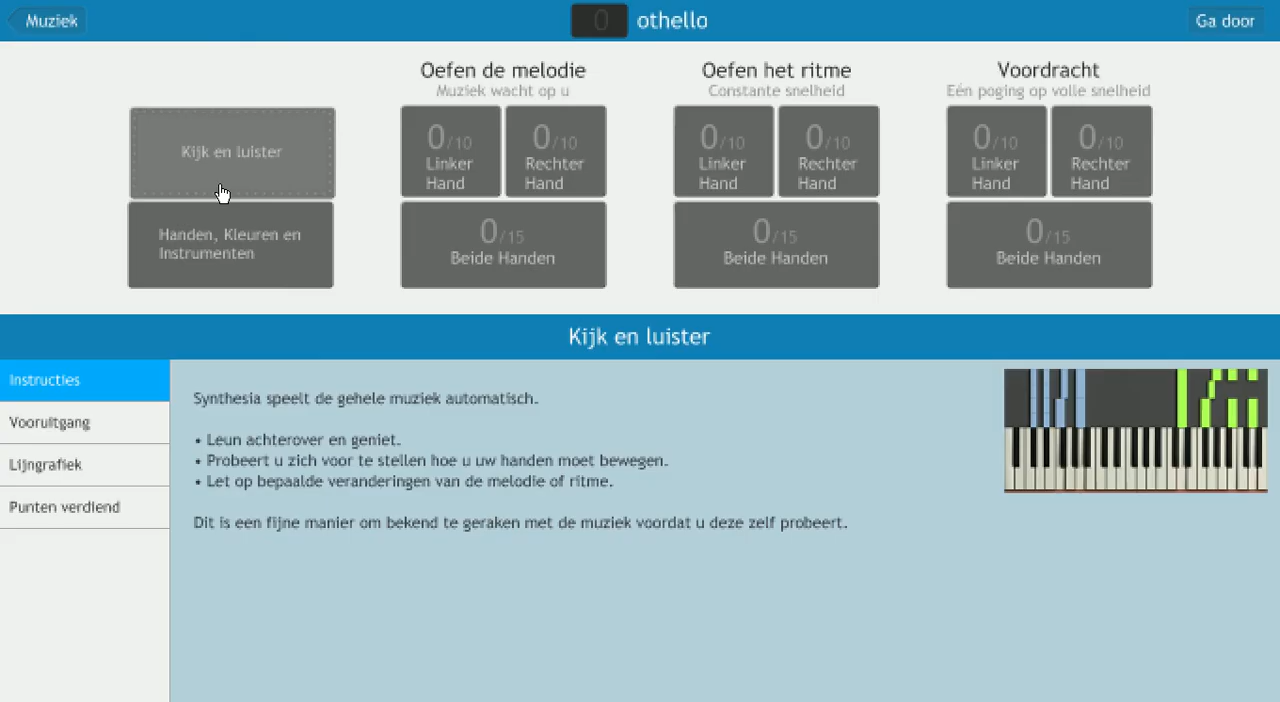 Muziek
0 othello
Ga door
Oefen de melodie
Muziek wacht op u
Oefen het ritme
Constante snelheid
Voordracht
Eén poging op volle snelheid
Kijk en luister
0/10
Linker
Hand
0/10
Rechter
Hand
0/10
Linker
Hand
0/10
Rechter
Hand
0/10
Linker
Hand
0/10
Rechter
Hand
Handen, Kleuren en
Instrumenten
0/15
Beide Handen
0/15
Beide Handen
0/15
Beide Handen
Kijk en luister
Instructies
Vooruitgang
Lijngrafiek
Punten verdiend
Synthesia speelt de gehele muziek automatisch.
• Leun achterover en geniet.
• Probeert u zich voor te stellen hoe u uw handen moet bewegen.
• Let op bepaalde veranderingen van de melodie of ritme.
Dit is een fijne manier om bekend te geraken met de muziek voordat u deze zelf probeert.